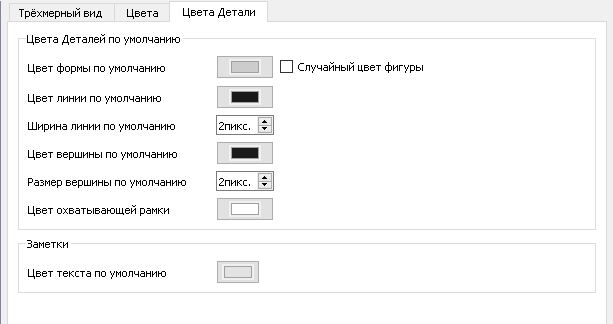 Трёхмерный вид Цвета Цвета Детали
Цвета Деталей по умолчанию
Цвет формы по умолчанию Случайный цвет фигуры
Цвет линии по умолчанию
Ширина линии по умолчанию 2пикс.
Цвет вершины по умолчанию
Размер вершины по умолчанию 2пикс.
Цвет охватывающей рамки
Заметки
Цвет текста по умолчанию